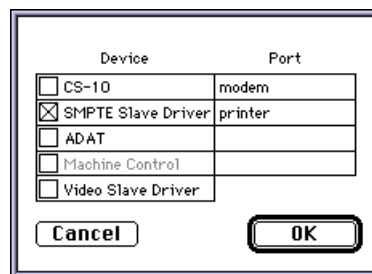 Device Port
CS-10 modem
SMPTE Slave Driver printer
ADAT
Machine Control
Video Slave Driver
Cancel OK